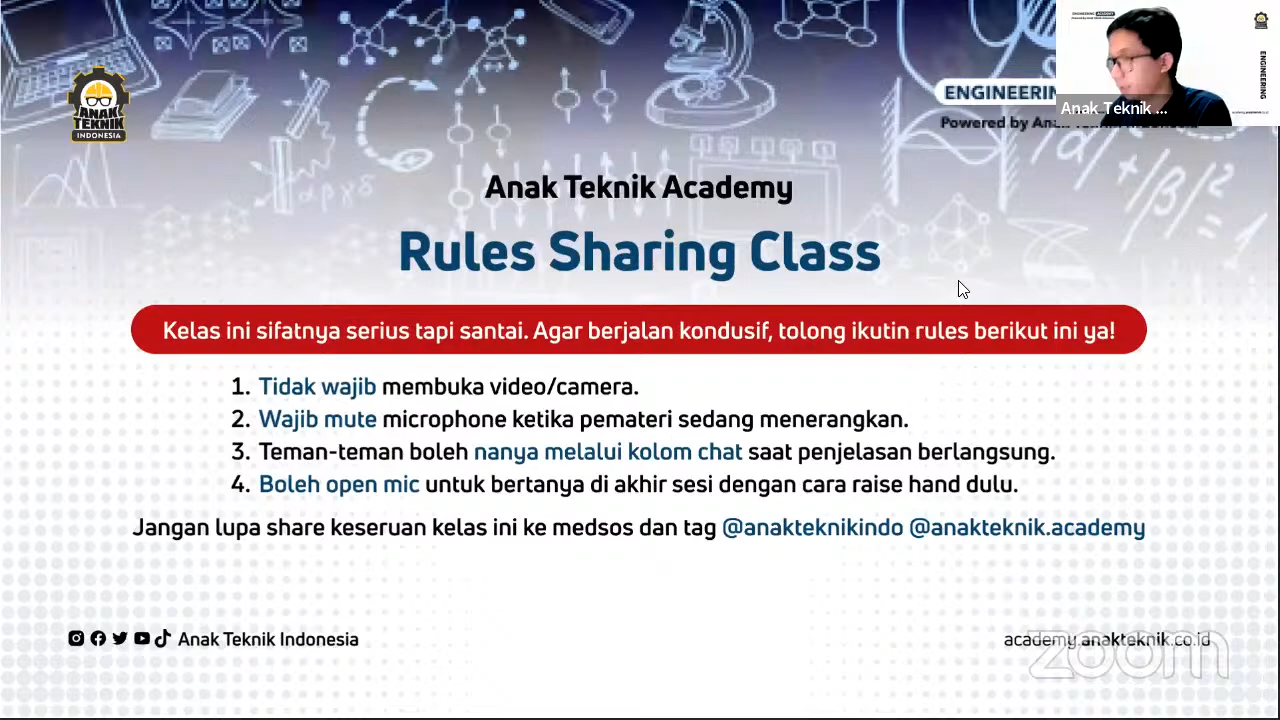 ANAK
TEKNIK
INDONESIA
ENGINEERING
Anak Teknik ...
Powered by
ENGINEERING
Anak Teknik Academy
Rules Sharing Class
Kelas ini sifatnya serius tapi santai. Agar berjalan kondusif, tolong ikutin rules berikut ini ya!
1. Tidak wajib membuka video/camera.
2. Wajib mute microphone ketika pemateri sedang menerangkan.
3. Teman-teman boleh nanya melalui kolom chat saat penjelasan berlangsung.
4. Boleh open mic untuk bertanya di akhir sesi dengan cara raise hand dulu.
Jangan lupa share keseruan kelas ini ke medsos dan tag @anakteknikindo @anakteknik.academy
Anak Teknik Indonesia
academy.anakteknik.co.id
zoom